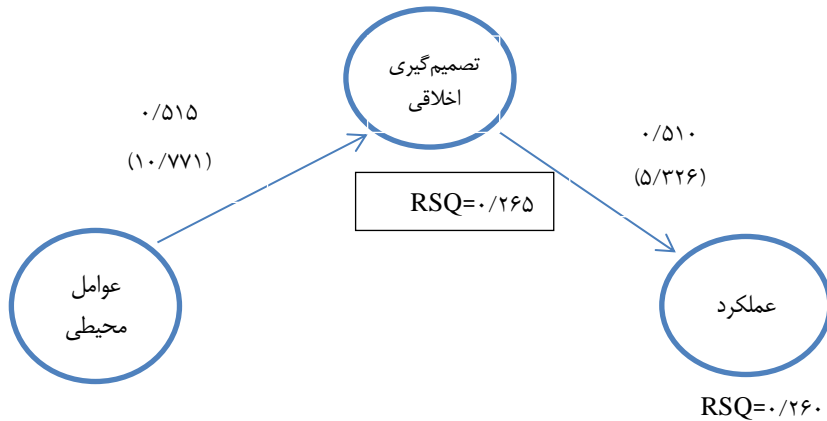 تصمیم‌گیری
اخلاقی
۰/۵۱۵
(۱۰/۷۷۱)
۰/۵۱۰
(۵/۳۲۶)
RSQ=۰/۲۶۵
عوامل
محیطی
عملکرد
RSQ=۰/۲۶۰